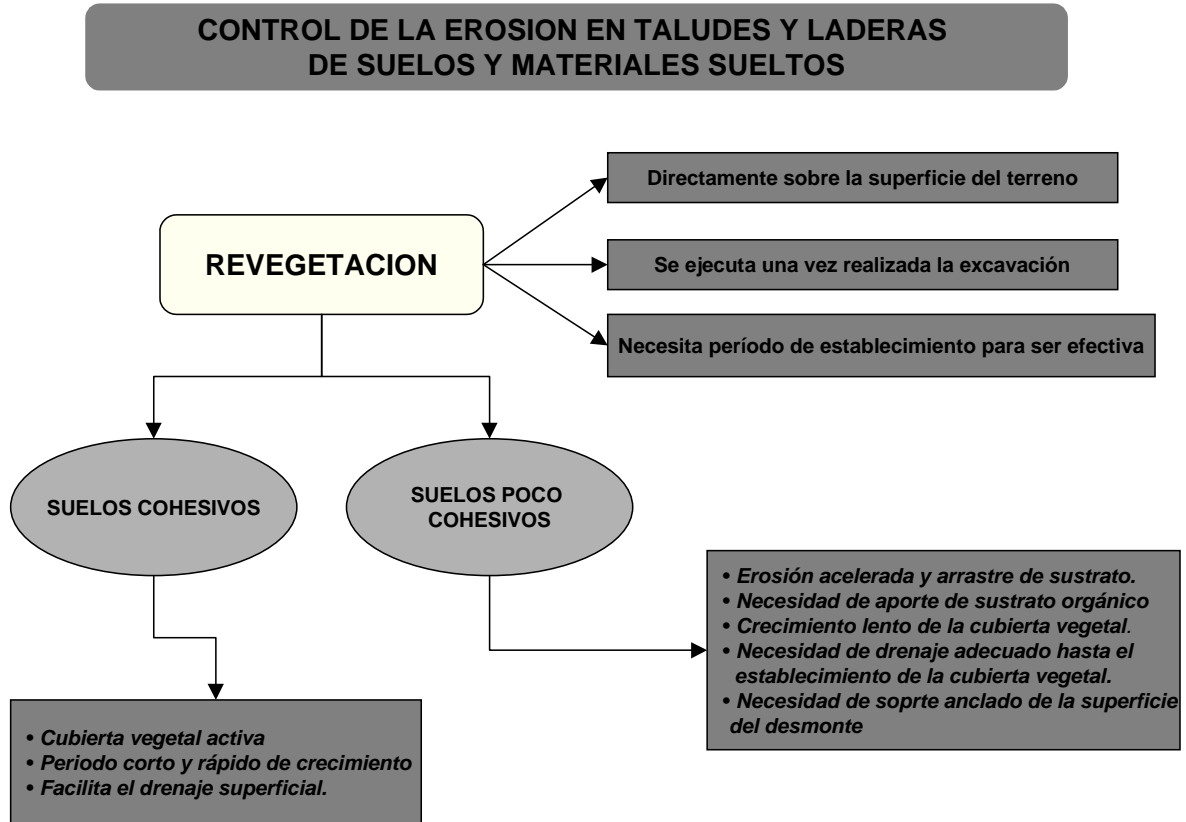 CONTROL DE LA EROSION EN TALUDES Y LADERAS
DE SUELOS Y MATERIALES SUELTOS
Directamente sobre la superficie del terreno
REVEGETACION
Se ejecuta una vez realizada la excavación
Necesita período de establecimiento para ser efectiva
SUELOS COHESIVOS
SUELOS POCO
COHESIVOS
• Erosión acelerada y arrastre de sustrato.
• Necesidad de aporte de sustrato orgánico
• Crecimiento lento de la cubierta vegetal.
• Necesidad de drenaje adecuado hasta el
establecimiento de la cubierta vegetal.
• Necesidad de soprte anclado de la superficie
del desmonte
• Cubierta vegetal activa
• Periodo corto y rápido de crecimiento
• Facilita el drenaje superficial.